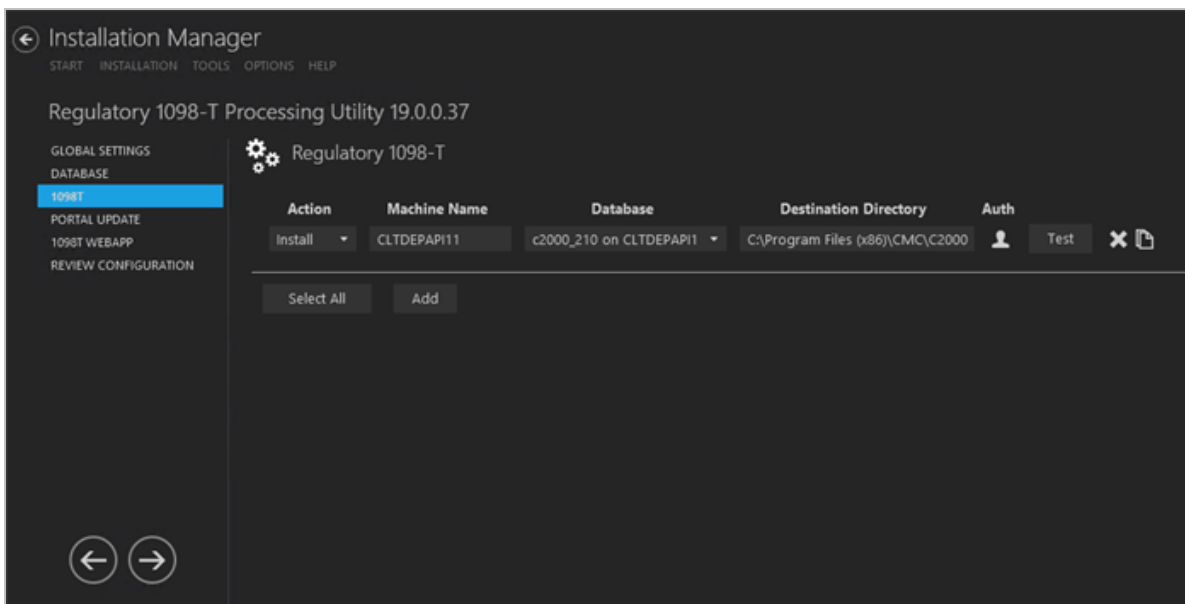 Installation Manager
START INSTALLATION TOOLS OPTIONS HELP
Regulatory 1098-T Processing Utility 19.0.0.37
GLOBAL SETTINGS
DATABASE
1098T
PORTAL UPDATE
1098T WEBAPP
REVIEW CONFIGURATION
Regulatory 1098-T
Action Machine Name Database Destination Directory Auth
Install CLTDEPAPI11 c2000_210 on CLTDEPAPI1 C:\Program Files (x86)\CMC\C2000 Test
Select All Add